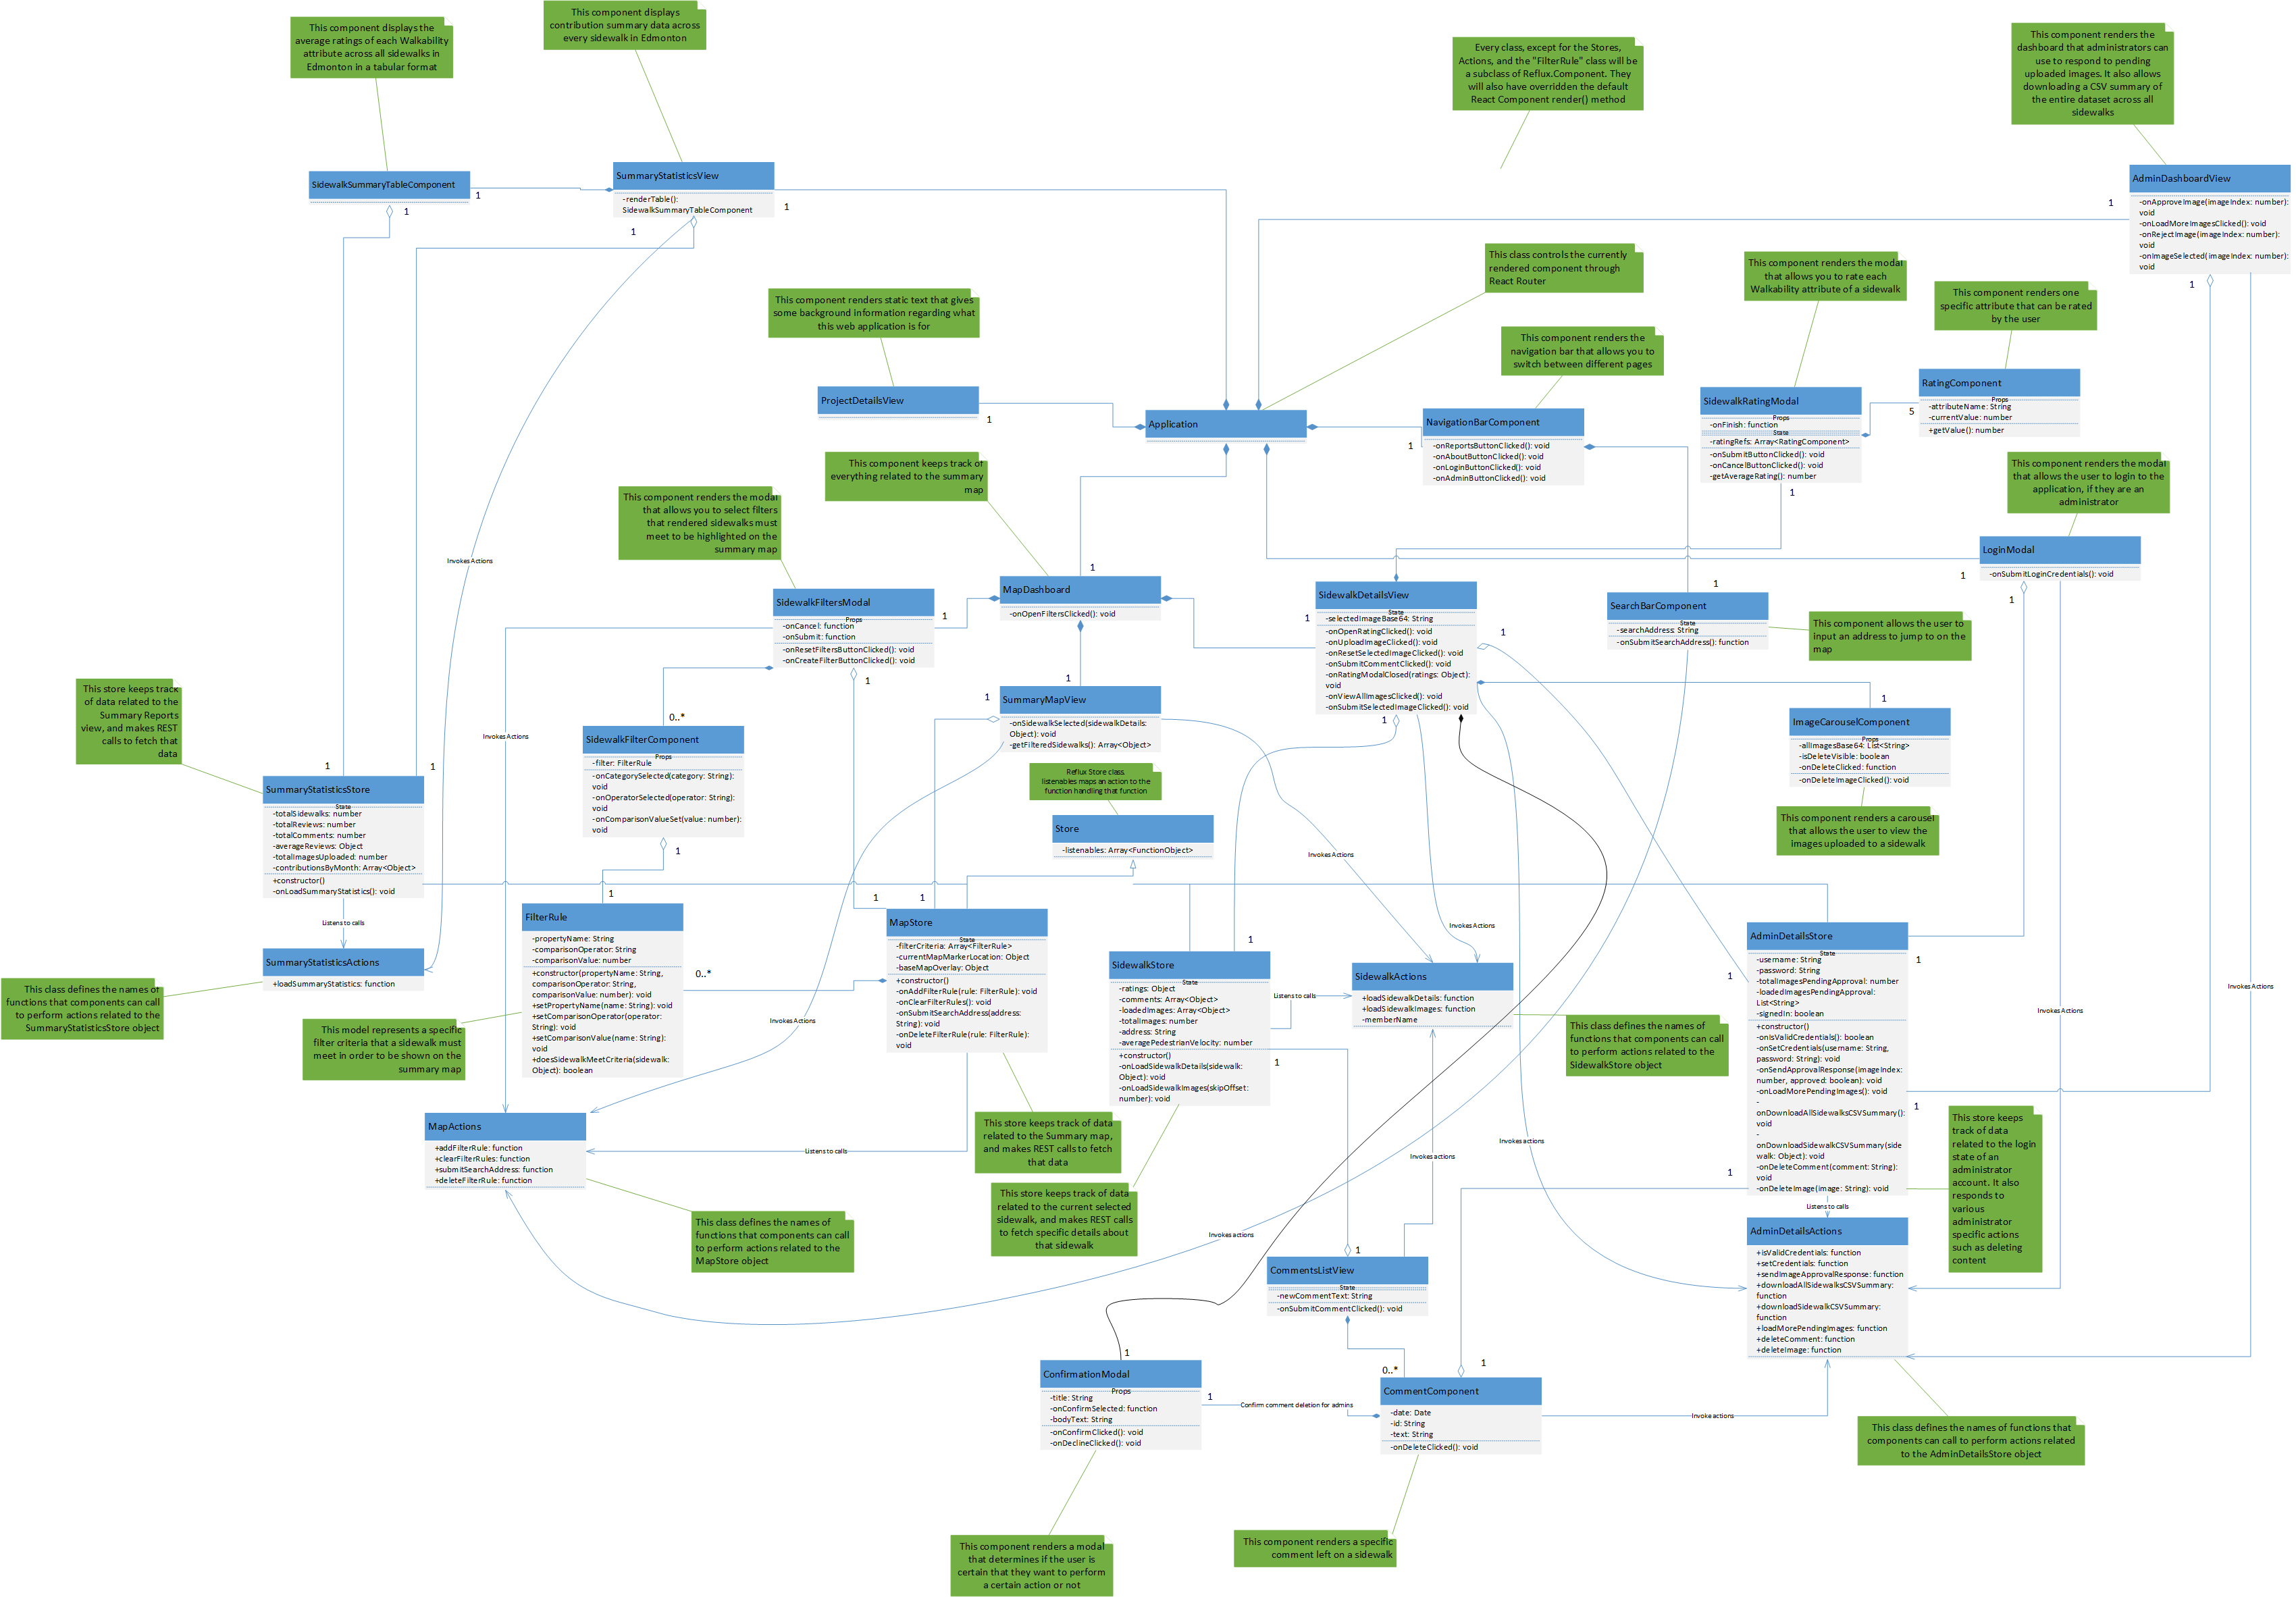 This component displays the
average ratings of each Walkability
attribute across all sidewalks in
Edmonton in a tabular format
This component displays
contribution summary data across
every sidewalk in Edmonton
Every class, except for the Stores,
Actions, and the "FilterRule" class will be
a subclass of Reflux.Component. They
will also have overridden the default
React Component render() method
This component renders the
dashboard that administrators can
use to respond to pending
uploaded images. It also allows
downloading a CSV summary of
the entire dataset across all
sidewalks
SidewalkSummaryTableComponent
1
1
SummaryStatisticsView
-renderTable():
SidewalkSummaryTableComponent
1
1
AdminDashboardView
-onApproveImage(imageIndex: number):
void
-onLoadMoreImagesClicked(): void
-onRejectImage(imageIndex: number):
void
-onImageSelected(imageIndex: number):
void
1
1
This class controls the currently
rendered component through
React Router
This component renders the modal
that allows you to rate each
Walkability attribute of a sidewalk
This component renders one
specific attribute that can be rated
by the user
This component renders static text that gives
some background information regarding what
this web application is for
This component renders the
navigation bar that allows you to
switch between different pages
ProjectDetailsView
1
Application
NavigationBarComponent
-onReportsButtonClicked(): void
-onAboutButtonClicked(): void
-onLoginButtonClicked(): void
-onAdminButtonClicked(): void
1
SidewalkRatingModal
Props
-onFinish: function
State
-ratingRefs: Array<RatingComponent>
-onSubmitButtonClicked(): void
-onCancelButtonClicked(): void
-getAverageRating(): number
1
5
RatingComponent
Props
-attributeName: String
-currentValue: number
+getValue(): number
This component keeps track of
everything related to the summary
map
This component renders the modal
that allows you to select filters
that rendered sidewalks must
meet to be highlighted on the
summary map
This component renders the modal
that allows the user to login to the
application, if they are an
administrator
LoginModal
-onSubmitLoginCredentials(): void
1
1
Invokes Actions
SidewalkFiltersModal
Props
-onCancel: function
-onSubmit: function
-onResetFiltersButtonClicked(): void
-onCreateFilterButtonClicked(): void
1
1
MapDashboard
-onOpenFiltersClicked(): void
1
SidewalkDetailsView
State
-selectedImageBase64: String
-onOpenRatingClicked(): void
-onUploadImageClicked(): void
-onResetSelectedImageClicked(): void
-onSubmitCommentClicked(): void
-onRatingModalClosed(ratings: Object):
void
-onViewAllImagesClicked(): void
-onSubmitSelectedImageClicked(): void
1
1
1
SearchBarComponent
State
-searchAddress: String
-onSubmitSearchAddress(): function
1
This component allows the user to
input an address to jump to on the
map
This store keeps track
of data related to the
Summary Reports
view, and makes REST
calls to fetch that
data
SummaryMapView
-onSidewalkSelected(sidewalkDetails:
Object): void
-getFilteredSidewalks(): Array<Object>
1
1
0..*
SidewalkFilterComponent
Props
-filter: FilterRule
-onCategorySelected(category: String):
void
-onOperatorSelected(operator: String):
void
-onComparisonValueSet(value: number):
void
1
Invokes Actions
ImageCarouselComponent
Props
-allImagesBase64: List<String>
-isDeleteVisible: boolean
-onDeleteClicked: function
-onDeleteImageClicked(): void
1
This component renders a carousel
that allows the user to view the
images uploaded to a sidewalk
Reflux Store class.
listenables maps an action to the
function handling that function
Store
-listenables: Array<FunctionObject>
1
1
SummaryStatisticsStore
State
-totalSidewalks: number
-totalReviews: number
-totalComments: number
-averageReviews: Object
-totalImagesUploaded: number
-contributionsByMonth: Array<Object>
+constructor()
-onLoadSummaryStatistics(): void
Listens to calls
SummaryStatisticsActions
+loadSummaryStatistics: function
This class defines the names of
functions that components can call
to perform actions related to the
SummaryStatisticsStore object
1
FilterRule
-propertyName: String
-comparisonOperator: String
-comparisonValue: number
+constructor(propertyName: String,
comparisonOperator: String,
comparisonValue: number): void
+setPropertyName(name: String): void
+setComparisonOperator(operator:
String): void
+setComparisonValue(name: String):
void
+doesSidewalkMeetCriteria(sidewalk:
Object): boolean
0..*
This model represents a specific
filter criteria that a sidewalk must
meet in order to be shown on the
summary map
1
1
MapStore
State
-filterCriteria: Array<FilterRule>
-currentMapMarkerLocation: Object
-baseMapOverlay: Object
+constructor()
-onAddFilterRule(rule: FilterRule): void
-onClearFilterRules(): void
-onSubmitSearchAddress(address:
String): void
-onDeleteFilterRule(rule: FilterRule):
void
Invokes Actions
Invokes Actions
Invokes Actions
1
SidewalkStore
State
-ratings: Object
-comments: Array<Object>
-loadedImages: Array<Object>
-totalImages: number
-address: String
-averagePedestrianVelocity: number
+constructor()
-onLoadSidewalkDetails(sidewalk:
Object): void
-onLoadSidewalkImages(skipOffset:
number): void
1
Listens to calls
SidewalkActions
+loadSidewalkDetails: function
+loadSidewalkImages: function
-memberName
This class defines the names of
functions that components can call
to perform actions related to the
SidewalkStore object
1
1
AdminDetailsStore
State
-username: String
-password: String
-totalImagesPendingApproval: number
-loadedImagesPendingApproval:
List<String>
-signedIn: boolean
+constructor()
-onIsValidCredentials(): boolean
-onSetCredentials(username: String,
password: String): void
-onSendApprovalResponse(imageIndex:
number, approved: boolean): void
-onLoadMorePendingImages(): void
-
onDownloadAllSidewalksCSVSummary():
void
-
onDownloadSidewalkCSVSummary(side
walk: Object): void
-onDeleteComment(comment: String):
void
-onDeleteImage(image: String): void
1
1
Listens to calls
Invokes Actions
Invokes Actions
This store keeps
track of data
related to the login
state of an
administrator
account. It also
responds to
various
administrator
specific actions
such as deleting
content
MapActions
+addFilterRule: function
+clearFilterRules: function
+submitSearchAddress: function
+deleteFilterRule: function
Listens to calls
This store keeps track of data
related to the Summary map,
and makes REST calls to fetch
that data
This store keeps track of data
related to the current selected
sidewalk, and makes REST calls
to fetch specific details about
that sidewalk
This class defines the names of
functions that components can call
to perform actions related to the
MapStore object
Invokes actions
Invokes actions
Invokes actions
1
CommentsListView
State
-newCommentText: String
-onSubmitCommentClicked(): void
AdminDetailsActions
+isValidCredentials: function
+setCredentials: function
+sendImageApprovalResponse: function
+downloadAllSidewalksCSVSummary:
function
+downloadSidewalkCSVSummary:
function
+loadMorePendingImages: function
+deleteComment: function
+deleteImage: function
1
ConfirmationModal
Props
-title: String
-onConfirmSelected: function
-bodyText: String
-onConfirmClicked(): void
-onDeclineClicked(): void
1
Confirm comment deletion for admins
0..*
1
CommentComponent
-date: Date
-id: String
-text: String
-onDeleteClicked(): void
Invoke actions
This class defines the names of functions that
components can call to perform actions related
to the AdminDetailsStore object
This component renders a modal
that determines if the user is
certain that they want to perform
a certain action or not
This component renders a specific
comment left on a sidewalk